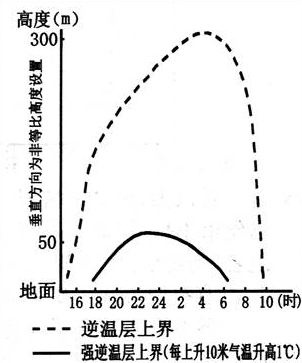 高度(m)
300
垂直方向为非等比高度设置
50
地面
16 18 20 22 24 2 4 6 8 10 (时)
逆温层上界
强逆温层上界(每上升10米气温升高1℃)